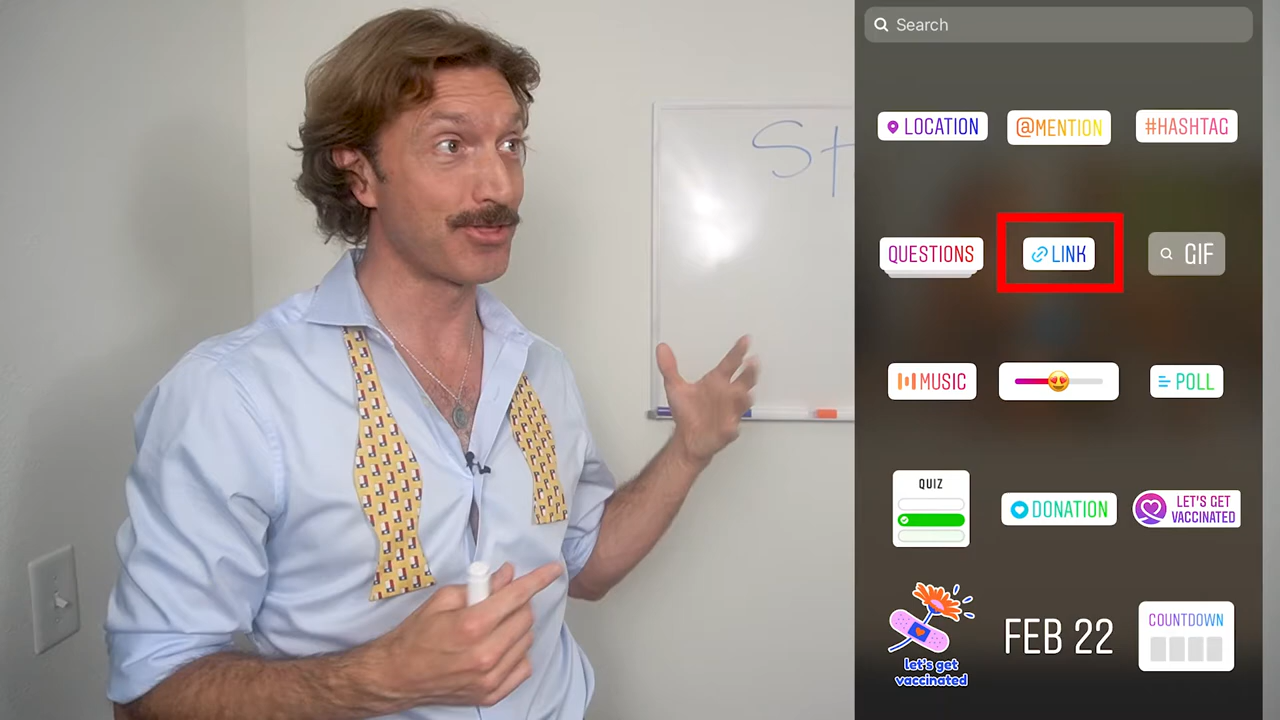 St
Search
LOCATION
@MENTION
#HASHTAG
QUESTIONS
LINK
GIF
MUSIC
POLL
QUIZ
DONATION
LET'S GET
VACCINATED
let's get
vaccinated
FEB 22
COUNTDOWN